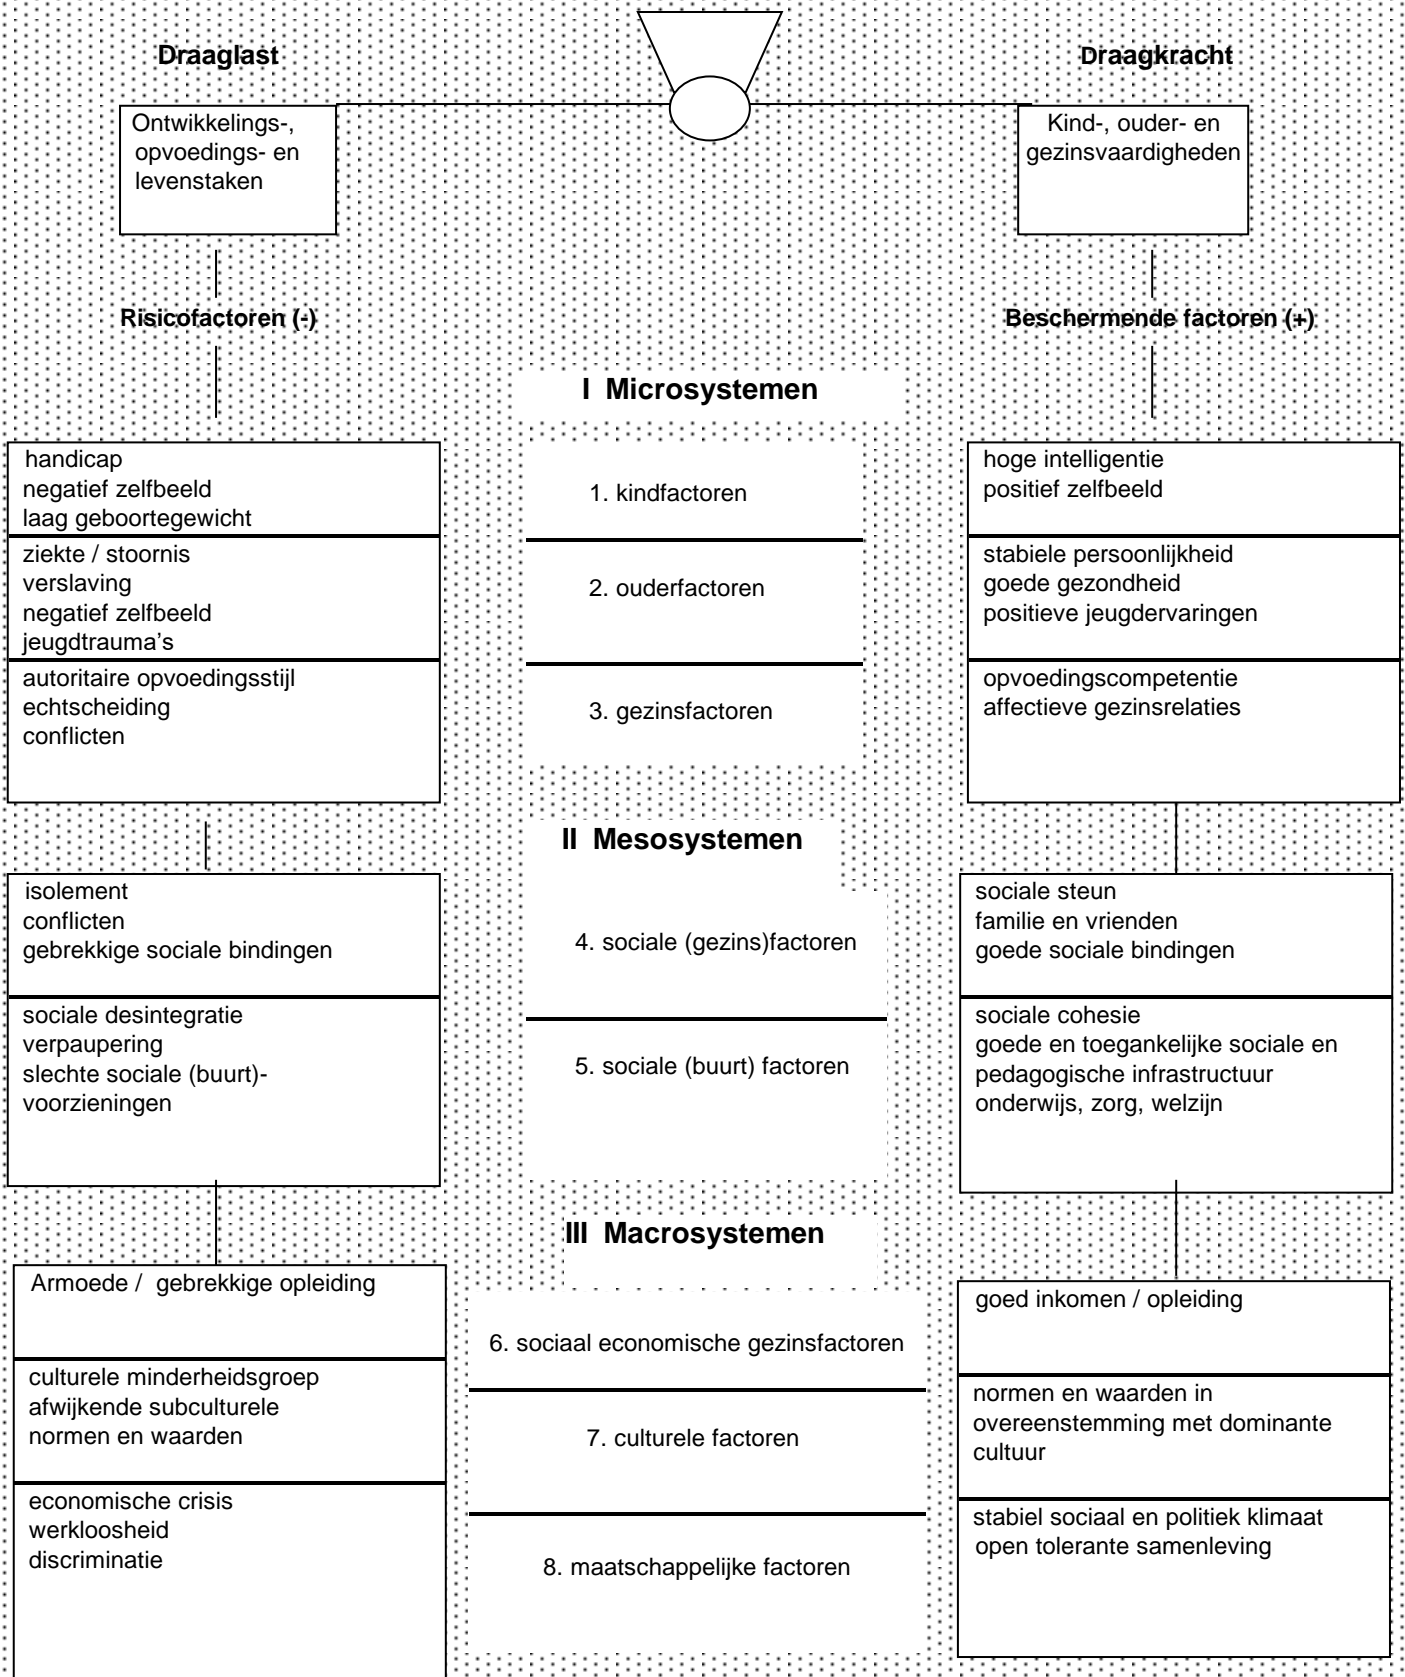 Draaglast
Draagkracht
Ontwikkelings-,
opvoedings- en
levenstaken
Kind-, ouder- en
gezinsvaardigheden
Risicofactoren (-)
Beschermende factoren (+)
I Microsystemen
handicap
negatief zelfbeeld
laag geboortegewicht
1. kindfactoren
hoge intelligentie
positief zelfbeeld
ziekte / stoornis
verslaving
negatief zelfbeeld
jeugdtrauma’s
2. ouderfactoren
stabiele persoonlijkheid
goede gezondheid
positieve jeugdervaringen
autoritaire opvoedingsstijl
echtscheiding
conflicten
3. gezinsfactoren
opvoedingscompetentie
affectieve gezinsrelaties
II Mesosystemen
isolement
conflicten
gebrekkige sociale bindingen
4. sociale (gezins)factoren
sociale steun
familie en vrienden
goede sociale bindingen
sociale desintegratie
verpaupering
slechte sociale (buurt)-
voorzieningen
5. sociale (buurt) factoren
sociale cohesie
goede en toegankelijke sociale en
pedagogische infrastructuur
onderwijs, zorg, welzijn
III Macrosystemen
Armoede / gebrekkige opleiding
6. sociaal economische gezinsfactoren
goed inkomen / opleiding
culturele minderheidsgroep
afwijkende subculturele
normen en waarden
7. culturele factoren
normen en waarden in
overeenstemming met dominante
cultuur
economische crisis
werkloosheid
discriminatie
8. maatschappelijke factoren
stabiel sociaal en politiek klimaat
open tolerante samenleving